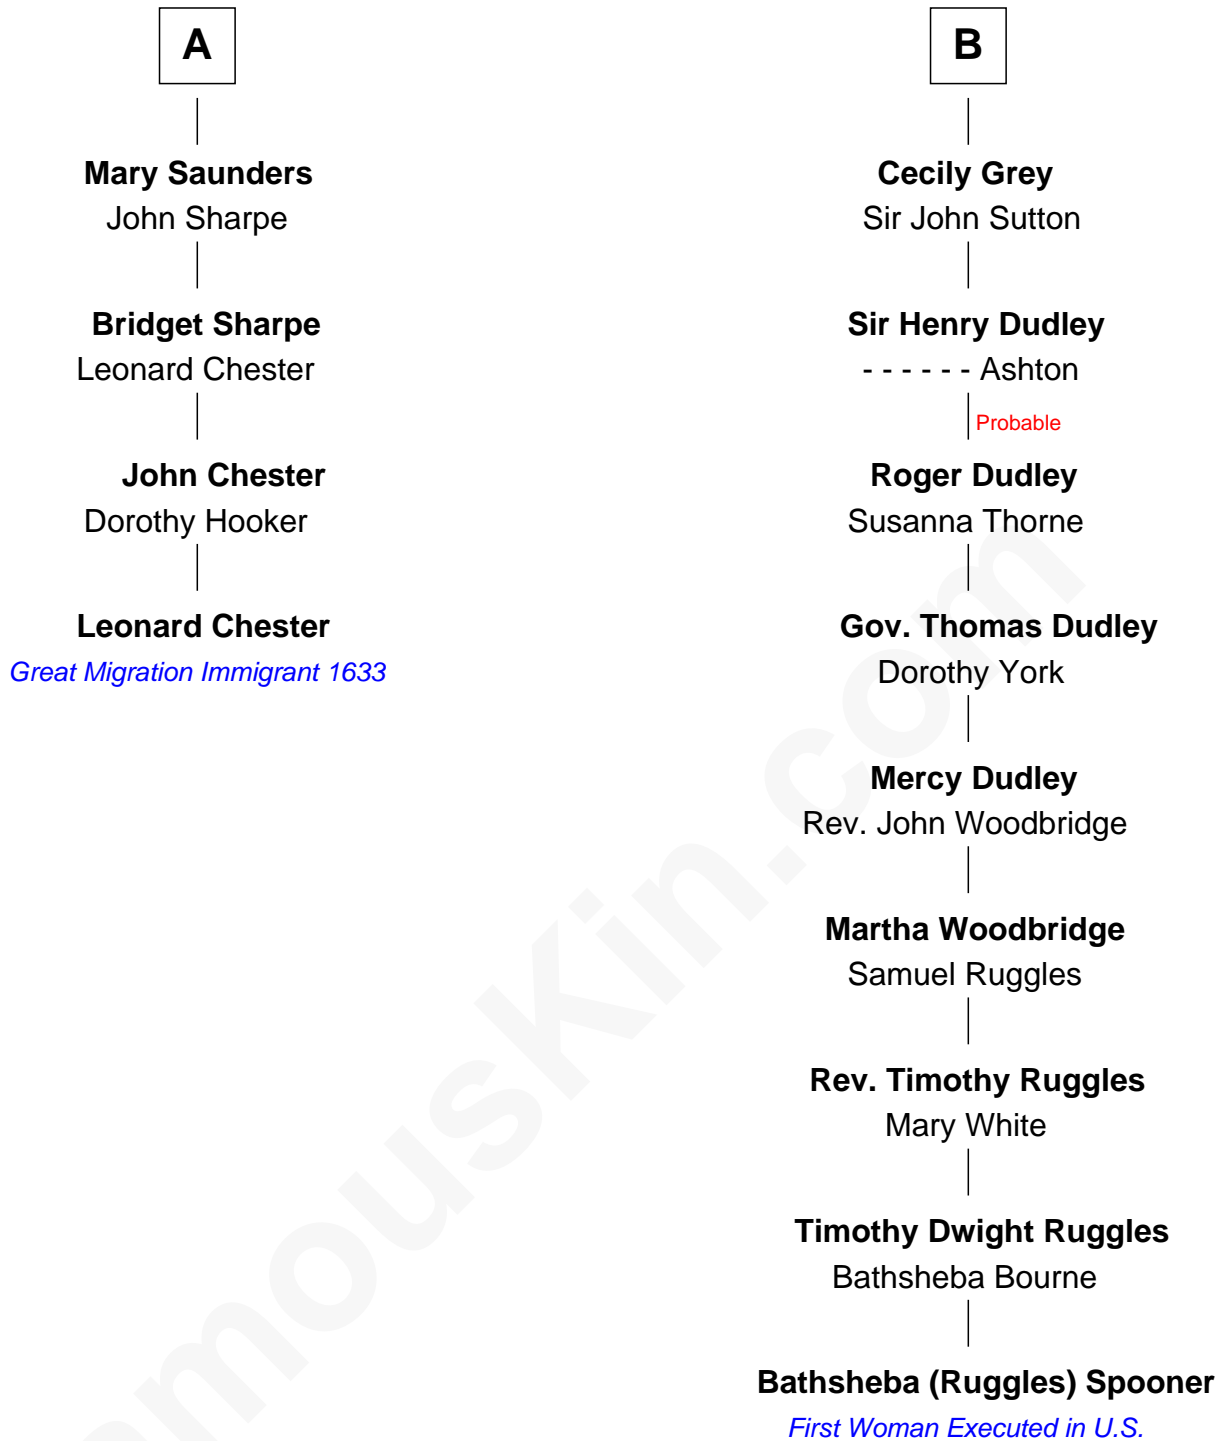 A
Mary Saunders
John Sharpe
Bridget Sharpe
Leonard Chester
John Chester
Dorothy Hooker
Leonard Chester
Great Migration Immigrant 1633
B
Cecily Grey
Sir John Sutton
Sir Henry Dudley
- - - - - - Ashton
Probable
Roger Dudley
Susanna Thorne
Gov. Thomas Dudley
Dorothy York
Mercy Dudley
Rev. John Woodbridge
Martha Woodbridge
Samuel Ruggles
Rev. Timothy Ruggles
Mary White
Timothy Dwight Ruggles
Bathsheba Bourne
Bathsheba (Ruggles) Spooner
First Woman Executed in U.S.
amouskin.com